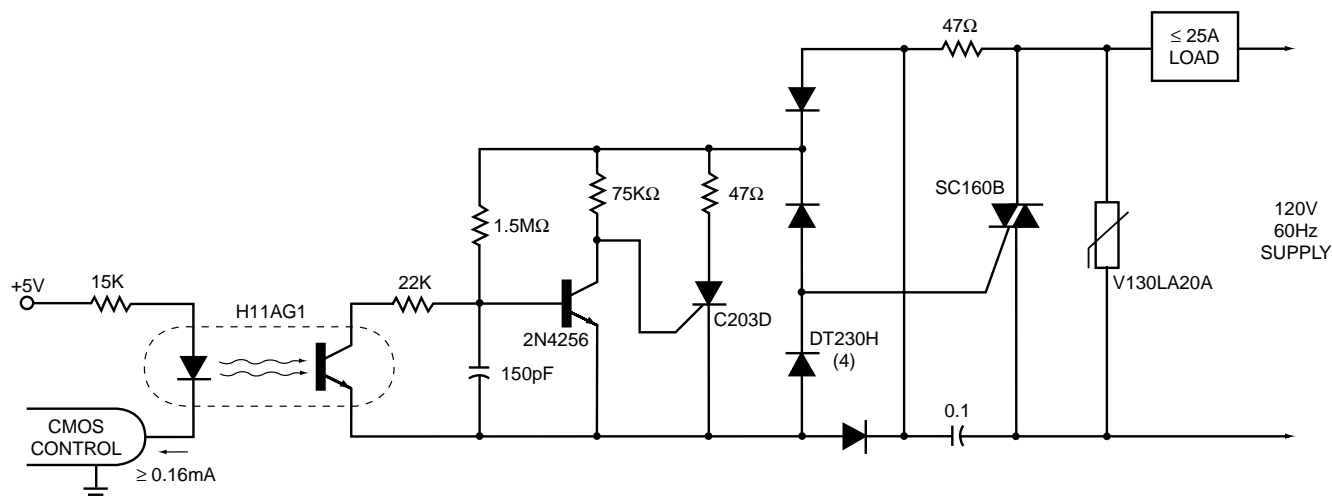 47Ω
≤ 25A
LOAD
75KΩ
47Ω
SC160B
1.5MΩ
120V
60Hz
SUPPLY
+5V
15K
22K
V130LA20A
H11AG1
C203D
2N4256
DT230H
(4)
150pF
CMOS
CONTROL
0.1
≥ 0.16mA